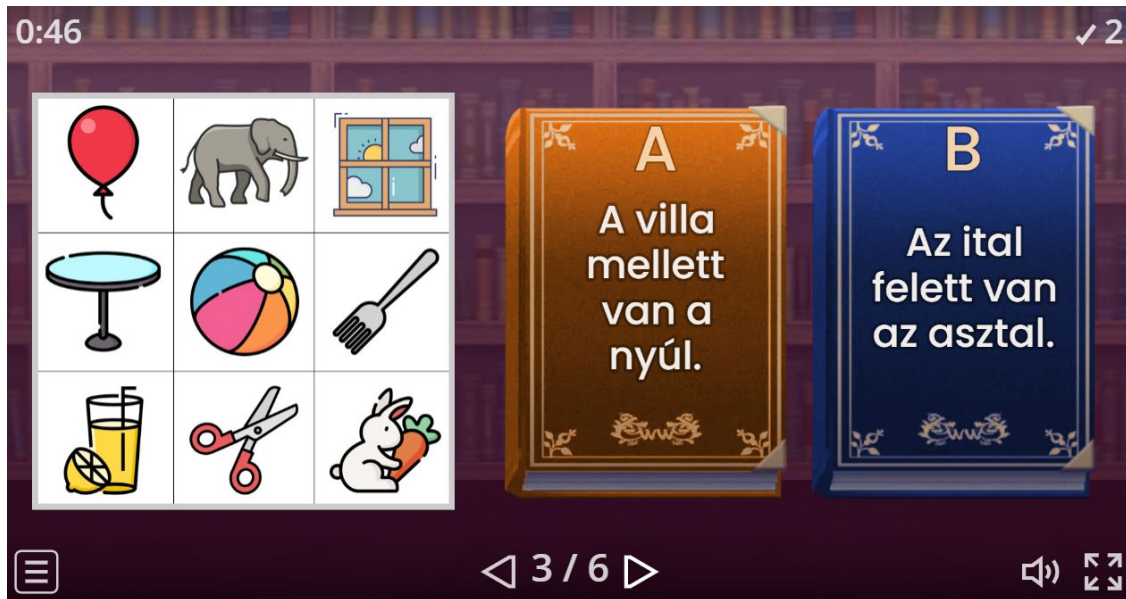 0:46
✓ 2
A
A villa
mellett
van a
nyúl.
B
Az ital
felett van
az asztal.
3 / 6